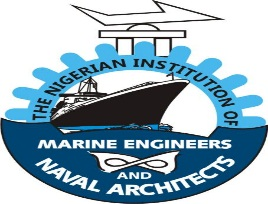 THE NIGERIAN INSTITUTION OF
MARINE ENGINEERS
AND
NAVAL ARCHITECTS